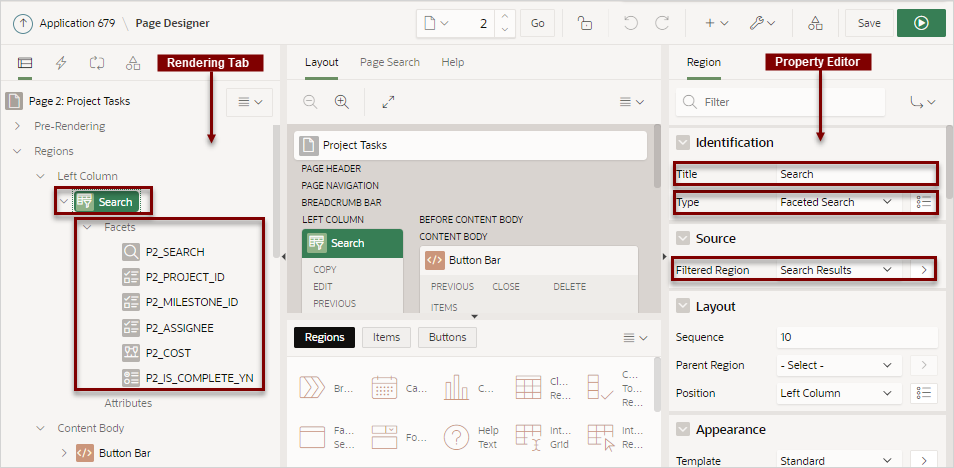 Application 679 \ Page Designer
2
Go
Save
Rendering Tab
Page 2: Project Tasks
Pre-Rendering
Regions
Left Column
Search
Facets
P2_SEARCH
P2_PROJECT_ID
P2_MILESTONE_ID
P2_ASSIGNEE
P2_COST
P2_IS_COMPLETE_YN
Attributes
Content Body
Button Bar
Layout Page Search Help
Project Tasks
PAGE HEADER
PAGE NAVIGATION
BREADCRUMB BAR
LEFT COLUMN
Search
COPY
EDIT
PREVIOUS
BEFORE CONTENT BODY
CONTENT BODY
Button Bar
PREVIOUS CLOSE DELETE
ITEMS
Regions Items Buttons
Br...
Ca...
C...
Cl...
Re...
C...
To...
Re...
Fa...
Se...
Fo...
Help
Text
Int...
Grid
Int...
Re...
Region
Property Editor
Filter
Identification
Title Search
Type Faceted Search
Source
Filtered Region Search Results
Layout
Sequence 10
Parent Region - Select -
Position Left Column
Appearance
Template Standard